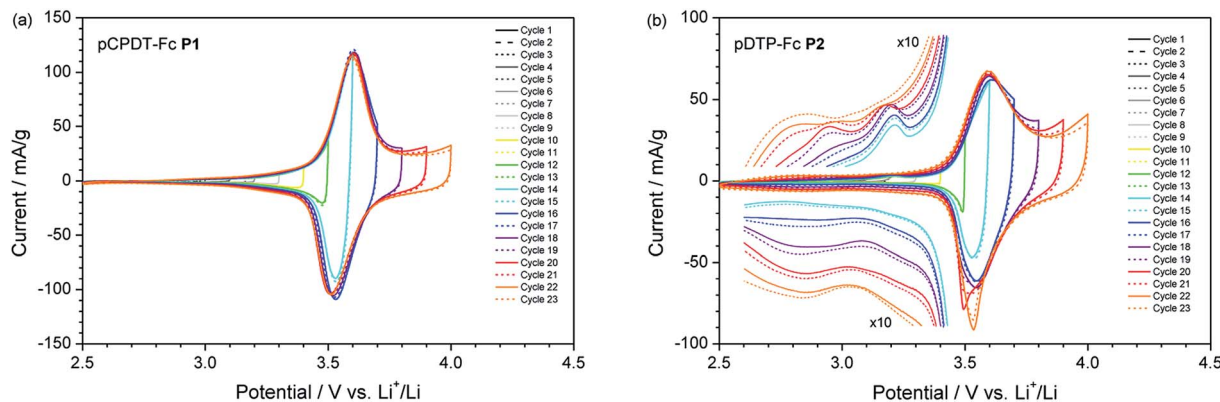 (a)
pCPDT-Fc P1
Current / mA/g
150
100
50
0
-50
-100
-150
2.5 3.0 3.5 4.0 4.5
Potential / V vs. Li⁺/Li
Cycle 1
Cycle 2
Cycle 3
Cycle 4
Cycle 5
Cycle 6
Cycle 7
Cycle 8
Cycle 9
Cycle 10
Cycle 11
Cycle 12
Cycle 13
Cycle 14
Cycle 15
Cycle 16
Cycle 17
Cycle 18
Cycle 19
Cycle 20
Cycle 21
Cycle 22
Cycle 23
(b)
pDTP-Fc P2
x10
x10
Current / mA/g
100
50
0
-50
-100
2.5 3.0 3.5 4.0 4.5
Potential / V vs. Li⁺/Li
Cycle 1
Cycle 2
Cycle 3
Cycle 4
Cycle 5
Cycle 6
Cycle 7
Cycle 8
Cycle 9
Cycle 10
Cycle 11
Cycle 12
Cycle 13
Cycle 14
Cycle 15
Cycle 16
Cycle 17
Cycle 18
Cycle 19
Cycle 20
Cycle 21
Cycle 22
Cycle 23